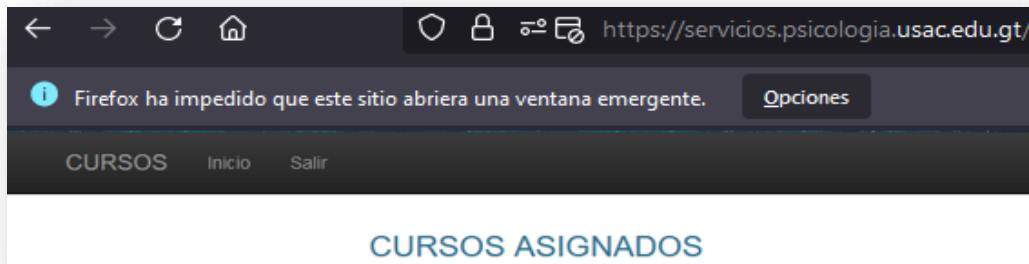 https://servicios.psicologia.usac.edu.gt/
Firefox ha impedido que este sitio abriera una ventana emergente. Opciones
CURSOS Inicio Salir
CURSOS ASIGNADOS